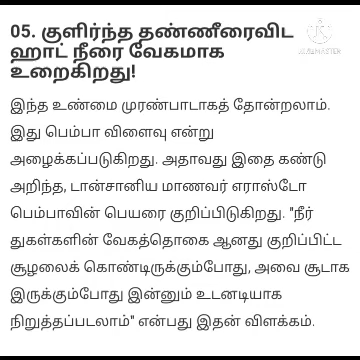 05. குளிர்ந்த தண்ணீரைவிட
ஹாட் நீரை வேகமாக
உறைகிறது!
இந்த உண்மை முரண்பாடாகத் தோன்றலாம்.
இது பெம்பா விளைவு என்று
அழைக்கப்படுகிறது. அதாவது இதை கண்டு
அறிந்த, டான்சானிய மாணவர் எராஸ்டோ
பெம்பாவின் பெயரை குறிப்பிடுகிறது. "நீர்
துகள்களின் வேகத்தொகை ஆனது குறிப்பிட்ட
சூழலைக் கொண்டிருக்கும்போது, அவை சூடாக
இருக்கும்போது இன்னும் உடனடியாக
நிறுத்தப்படலாம்" என்பது இதன் விளக்கம்.